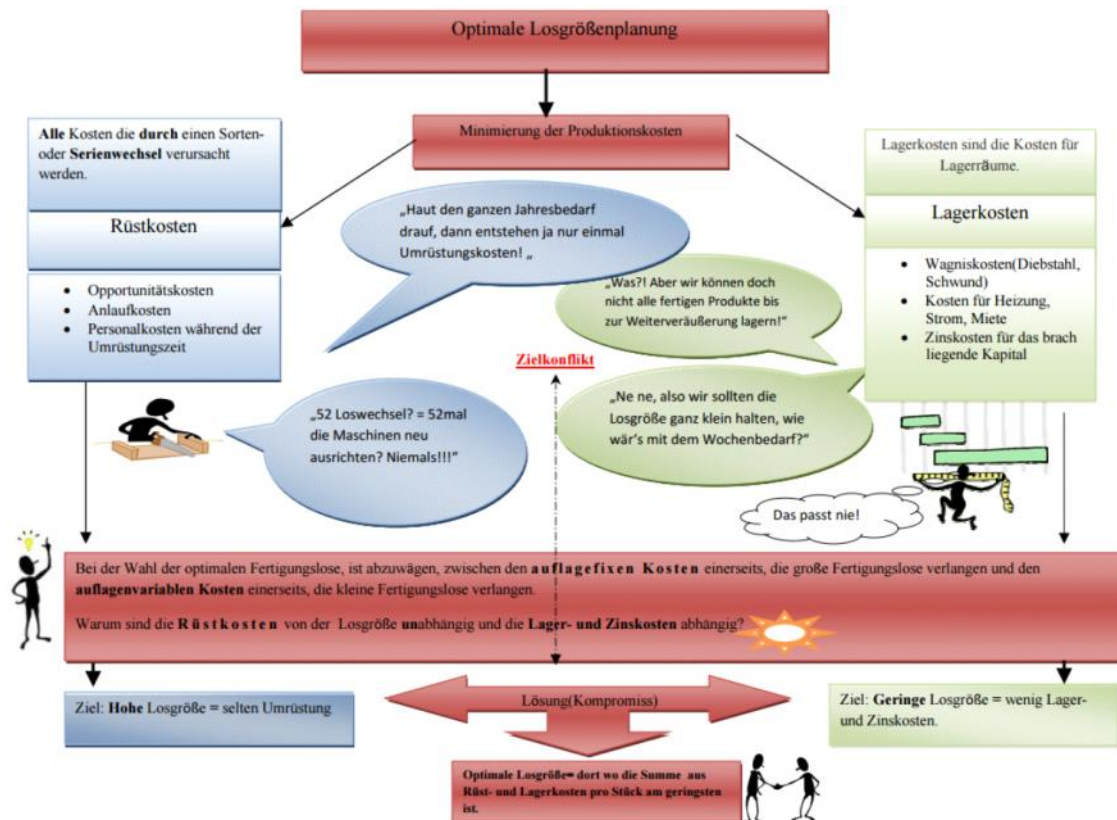 Optimale Losgrößenplanung
Minimierung der Produktionskosten
Alle Kosten die durch einen Sorten-
oder Serienwechsel verursacht
werden.
Rüstkosten
• Opportunitätskosten
• Anlaufkosten
• Personalkosten während der
Umrüstungszeit
Lagerkosten sind die Kosten für
Lagerräume.
Lagerkosten
• Wagniskosten(Diebstahl,
Schwund)
• Kosten für Heizung,
Strom, Miete
• Zinskosten für das brach
liegende Kapital
„Haut den ganzen Jahresbedarf
drauf, dann entstehen ja nur einmal
Umrüstungskosten! „
„Was?! Aber wir können doch
nicht alle fertigen Produkte bis
zur Weiterveräußerung lagern!“
Zielkonflikt
„52 Loswechsel? = 52mal
die Maschinen neu
ausrichten? Niemals!!!“
„Ne ne, also wir sollten die
Losgröße ganz klein halten, wie
wär’s mit dem Wochenbedarf?“
Das passt nie!
Bei der Wahl der optimalen Fertigungslose, ist abzuwägen, zwischen den auflagefixen Kosten einerseits, die große Fertigungslose verlangen und den
auflagenvariablen Kosten einerseits, die kleine Fertigungslose verlangen.
Warum sind die Rüstkosten von der Losgröße unabhängig und die Lager- und Zinskosten abhängig?
Ziel: Hohe Losgröße = selten Umrüstung
Lösung(Kompromiss)
Ziel: Geringe Losgröße = wenig Lager-
und Zinskosten.
Optimale Losgröße= dort wo die Summe aus
Rüst- und Lagerkosten pro Stück am geringsten
ist.